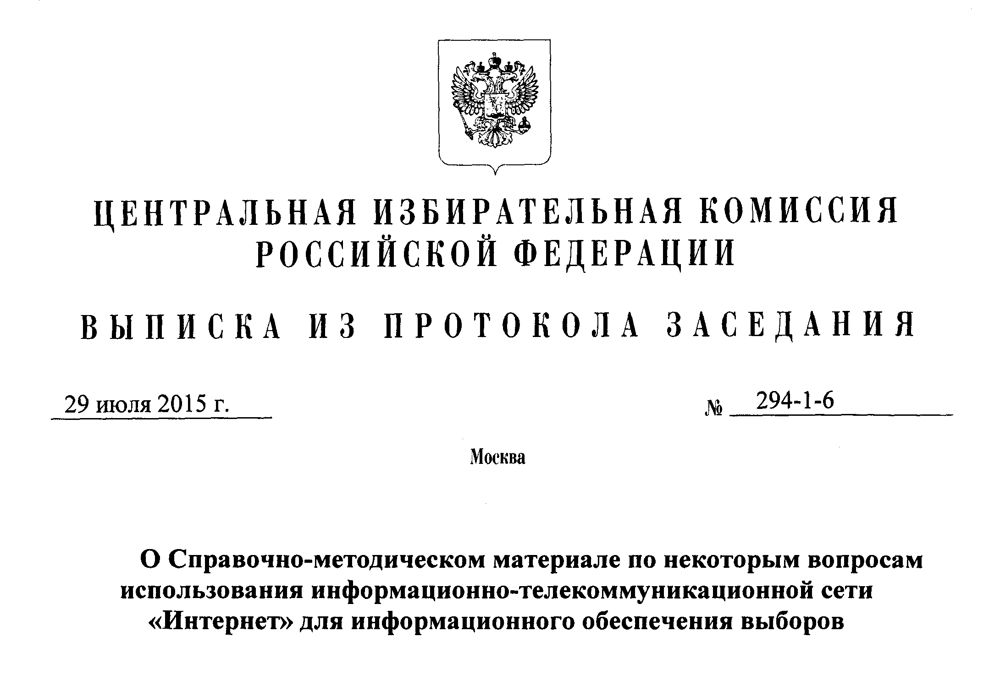 ЦЕНТРАЛЬНАЯ ИЗБИРАТЕЛЬНАЯ КОМИССИЯ
РОССИЙСКОЙ ФЕДЕРАЦИИ
ВЫПИСКА ИЗ ПРОТОКОЛА ЗАСЕДАНИЯ
29 июля 2015 г. № 294-1-6
Москва
О Справочно-методическом материале по некоторым вопросам
использования информационно-телекоммуникационной сети
«Интернет» для информационного обеспечения выборов